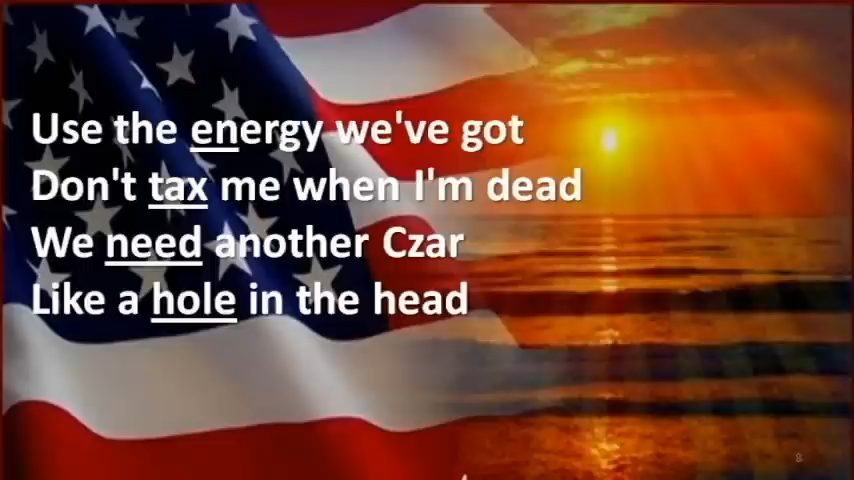 Use the energy we've got
Don't tax me when I'm dead
We need another Czar
Like a hole in the head
8